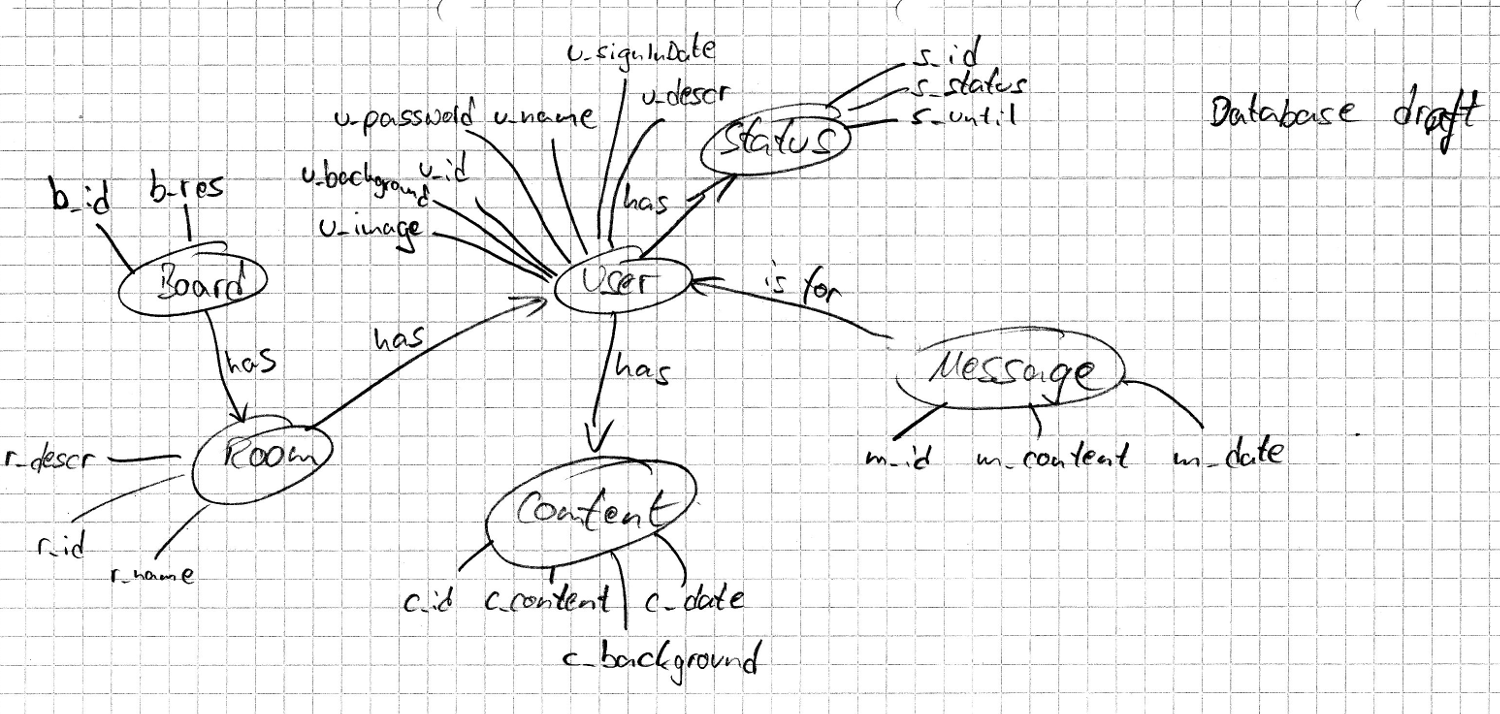 Database draft
u_signInDate
u_descr
u_password
u_name
s_id
s_status
s_until
Status
u_background
u_id
u_image
b_id
b_res
Board
has
User
is for
has
has
has
Message
m_id
m_content
m_date
r_descr
Room
r_id
r_name
Content
c_id
c_content
c_date
c_background